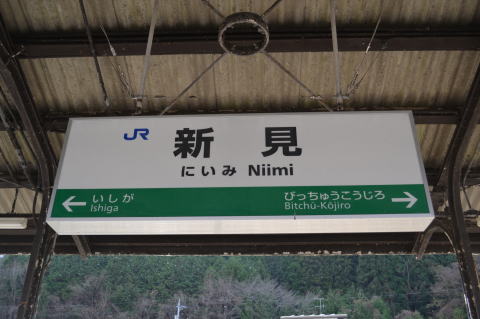 JR 新見
にいみ Niimi
← いしが びっちゅうこうじろ →
Ishiga Bitchū-Kōjiro